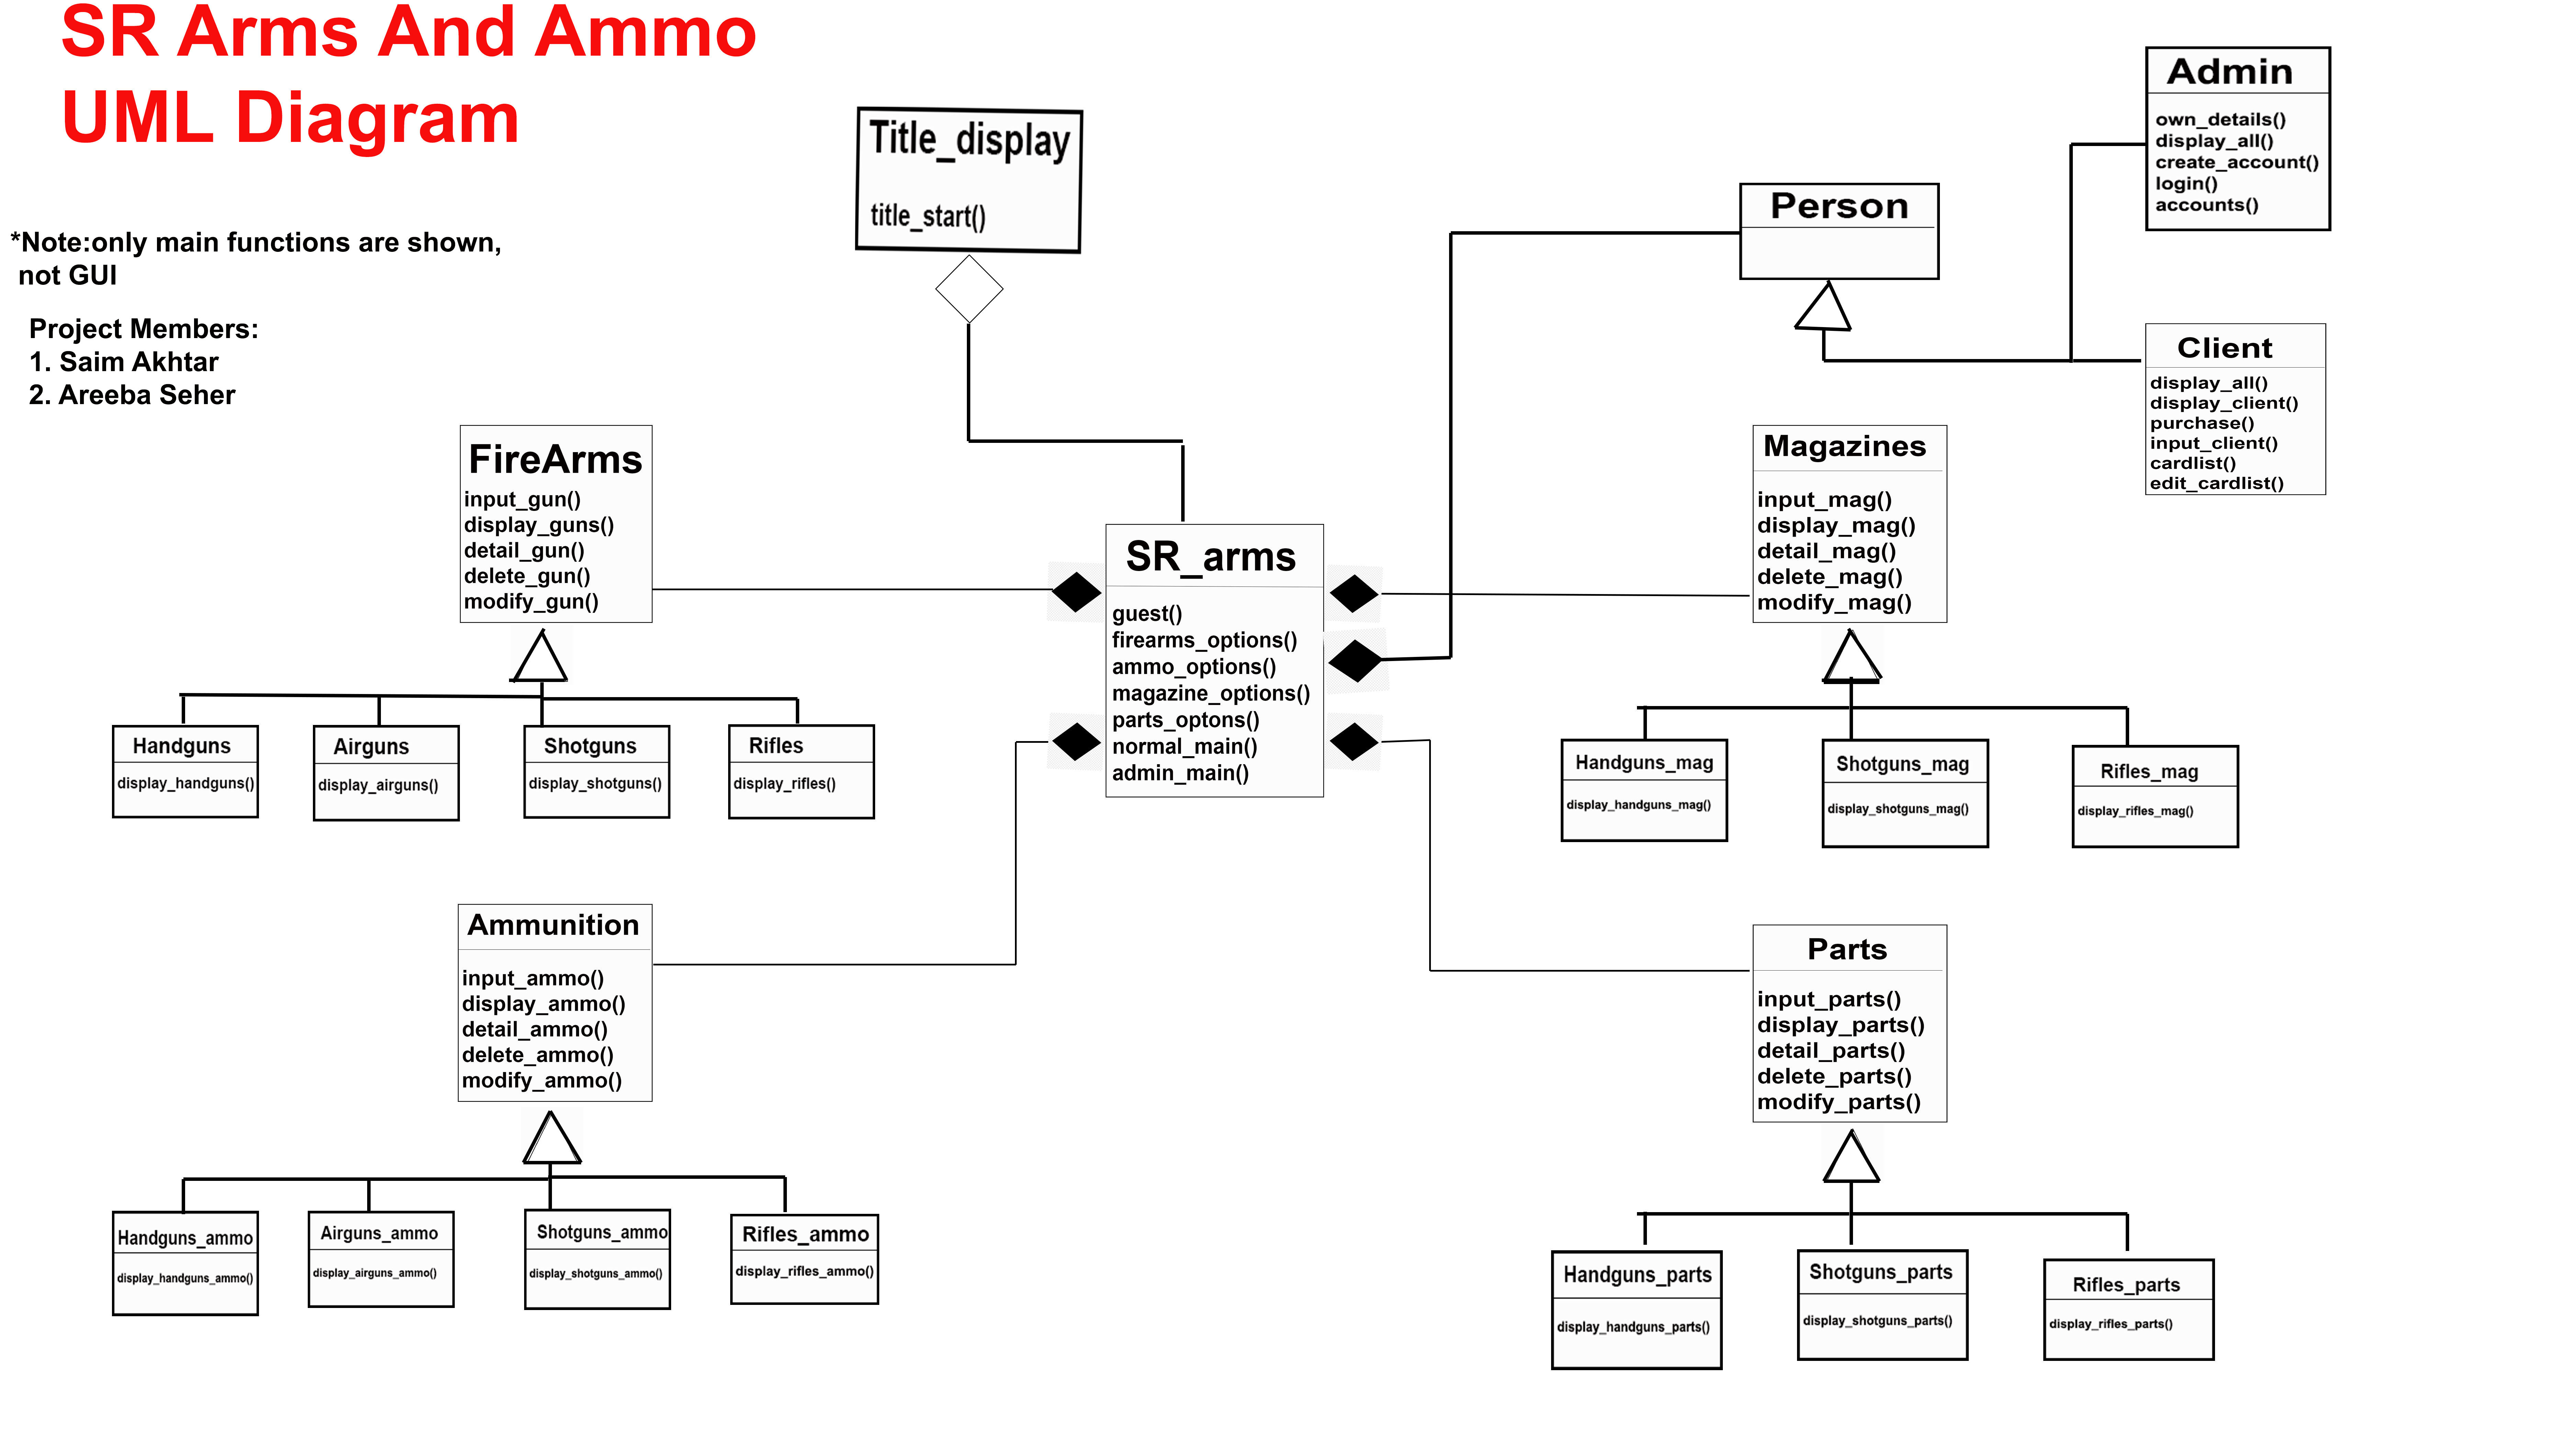 SR Arms And Ammo
UML Diagram
*Note:only main functions are shown,
not GUI
Project Members:
1. Saim Akhtar
2. Areeba Seher
Title_display
title_start()
Person
Admin
own_details()
display_all()
create_account()
login()
accounts()
Client
display_all()
display_client()
purchase()
input_client()
cardlist()
edit_cardlist()
FireArms
input_gun()
display_guns()
detail_gun()
delete_gun()
modify_gun()
SR_arms
guest()
firearms_options()
ammo_options()
magazine_options()
parts_optons()
normal_main()
admin_main()
Magazines
input_mag()
display_mag()
detail_mag()
delete_mag()
modify_mag()
Handguns
display_handguns()
Airguns
display_airguns()
Shotguns
display_shotguns()
Rifles
display_rifles()
Handguns_mag
display_handguns_mag()
Shotguns_mag
display_shotguns_mag()
Rifles_mag
display_rifles_mag()
Ammunition
input_ammo()
display_ammo()
detail_ammo()
delete_ammo()
modify_ammo()
Parts
input_parts()
display_parts()
detail_parts()
delete_parts()
modify_parts()
Handguns_ammo
display_handguns_ammo()
Airguns_ammo
display_airguns_ammo()
Shotguns_ammo
display_shotguns_ammo()
Rifles_ammo
display_rifles_ammo()
Handguns_parts
display_handguns_parts()
Shotguns_parts
display_shotguns_parts()
Rifles_parts
display_rifles_parts()